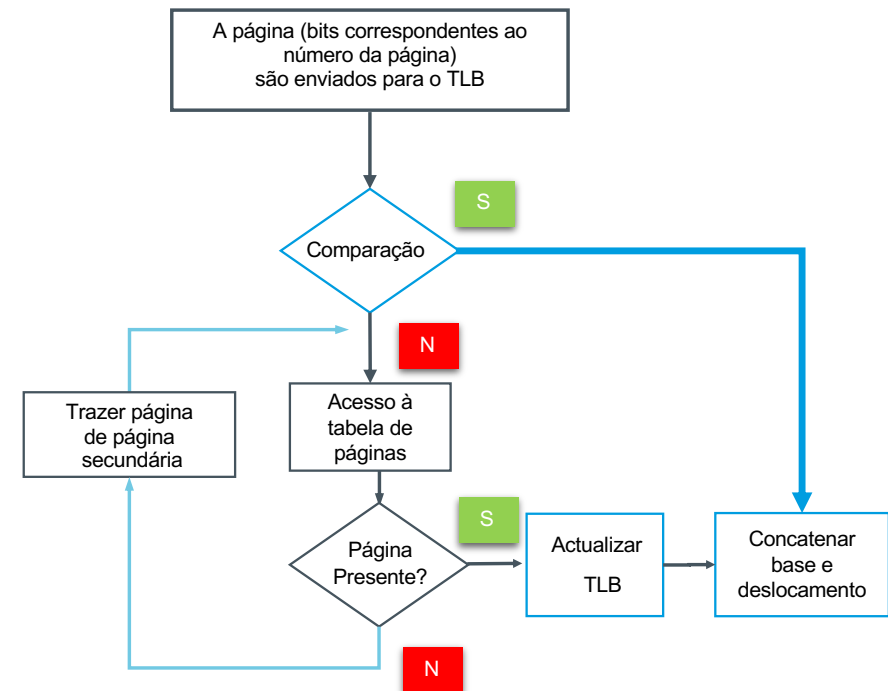 A página (bits correspondentes ao
número da página)
são enviados para o TLB
S
Comparação
N
Trazer página
de página
secundária
Acesso à
tabela de
páginas
S
Página
Presente?
Actualizar
TLB
Concatenar
base e
deslocamento
N